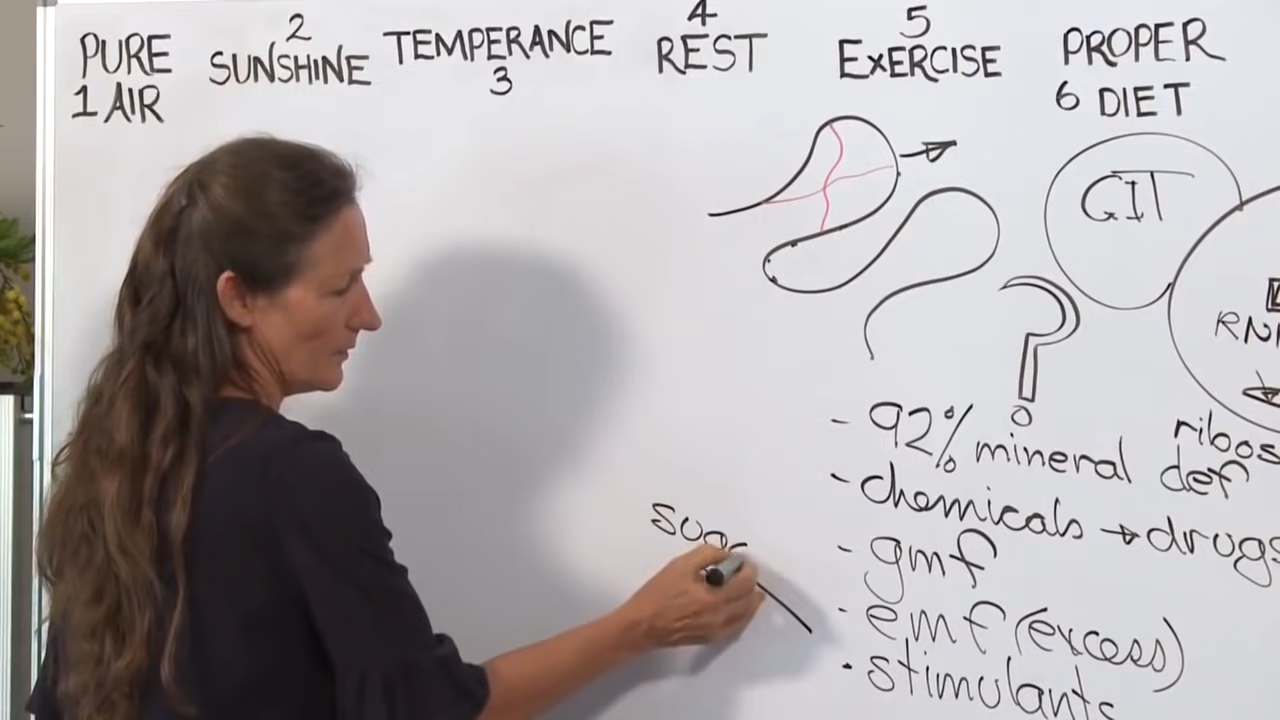 PURE
1 AIR
2
SUNSHINE
TEMPERANCE
3
4
REST
5
EXERCISE
PROPER
6 DIET
GIT
RN
- 92% mineral def
ribos
- chemicals → drugs
- gmf
- emf (excess)
· stimulants
sug